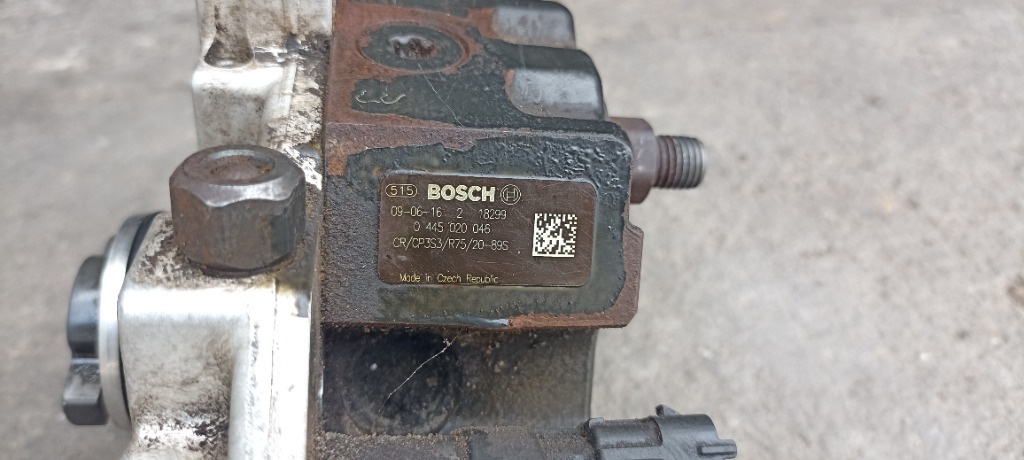 515 BOSCH
09-06-16 2 18299
0 445 020 046
CR/CP3S3/R75/20-89S
Made in Czech Republic